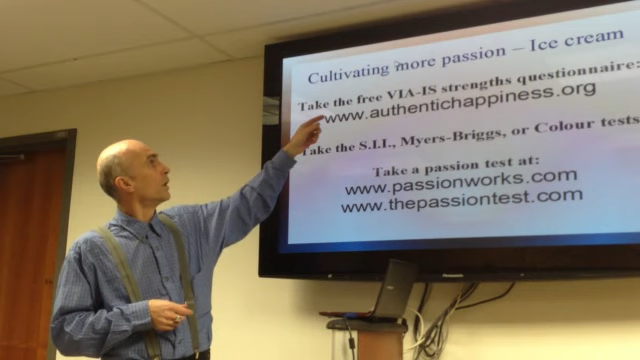 Cultivating more passion – Ice cream
Take the free VIA-IS strengths questionnaire:
www.authentichappiness.org
Take the S.I.I., Myers-Briggs, or Colour tests
Take a passion test at:
www.passionworks.com
www.thepassiontest.com
Panasonic